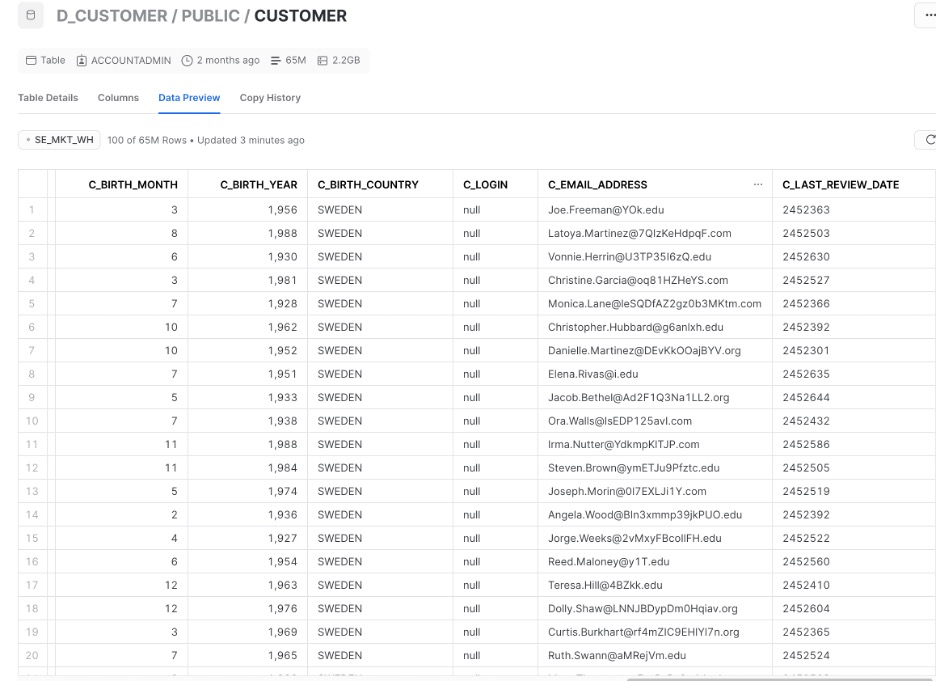 D_CUSTOMER / PUBLIC / CUSTOMER
Table ACCOUNTADMIN 2 months ago 65M 2.2GB
Table Details Columns Data Preview Copy History
SE_MKT_WH 100 of 65M Rows • Updated 3 minutes ago
C_BIRTH_MONTH C_BIRTH_YEAR C_BIRTH_COUNTRY C_LOGIN C_EMAIL_ADDRESS ... C_LAST_REVIEW_DATE
1 3 1,956 SWEDEN null Joe.Freeman@YOk.edu 2452363
2 8 1,988 SWEDEN null Latoya.Martinez@7QIzKeHdpqF.com 2452503
3 6 1,930 SWEDEN null Vonnie.Herrin@U3TP35I6zQ.edu 2452630
4 3 1,981 SWEDEN null Christine.Garcia@oq81HZHeYS.com 2452527
5 7 1,928 SWEDEN null Monica.Lane@IeSQDfAZ2gz0b3MKtm.com 2452366
6 10 1,962 SWEDEN null Christopher.Hubbard@g6anlxh.edu 2452392
7 10 1,952 SWEDEN null Danielle.Martinez@DEvKkOOajBYV.org 2452301
8 7 1,951 SWEDEN null Elena.Rivas@i.edu 2452635
9 5 1,933 SWEDEN null Jacob.Bethel@Ad2F1Q3Na1LL2.org 2452644
10 7 1,938 SWEDEN null Ora.Walls@IsEDP125avI.com 2452432
11 11 1,988 SWEDEN null Irma.Nutter@YdkmpKITJP.com 2452586
12 11 1,984 SWEDEN null Steven.Brown@ymETJu9Pfztc.edu 2452505
13 5 1,974 SWEDEN null Joseph.Morin@0I7EXLJi1Y.com 2452519
14 2 1,936 SWEDEN null Angela.Wood@BIn3xmmp39jkPUO.edu 2452392
15 4 1,927 SWEDEN null Jorge.Weeks@2vMxyFBcoIIFH.edu 2452522
16 6 1,954 SWEDEN null Reed.Maloney@y1T.edu 2452560
17 12 1,963 SWEDEN null Teresa.Hill@4BZkk.edu 2452410
18 12 1,976 SWEDEN null Dolly.Shaw@LNNJBDypDm0Hqiav.org 2452604
19 3 1,969 SWEDEN null Curtis.Burkhart@rf4mZIC9EHIYI7n.org 2452365
20 7 1,965 SWEDEN null Ruth.Swann@aMRejVm.edu 2452524